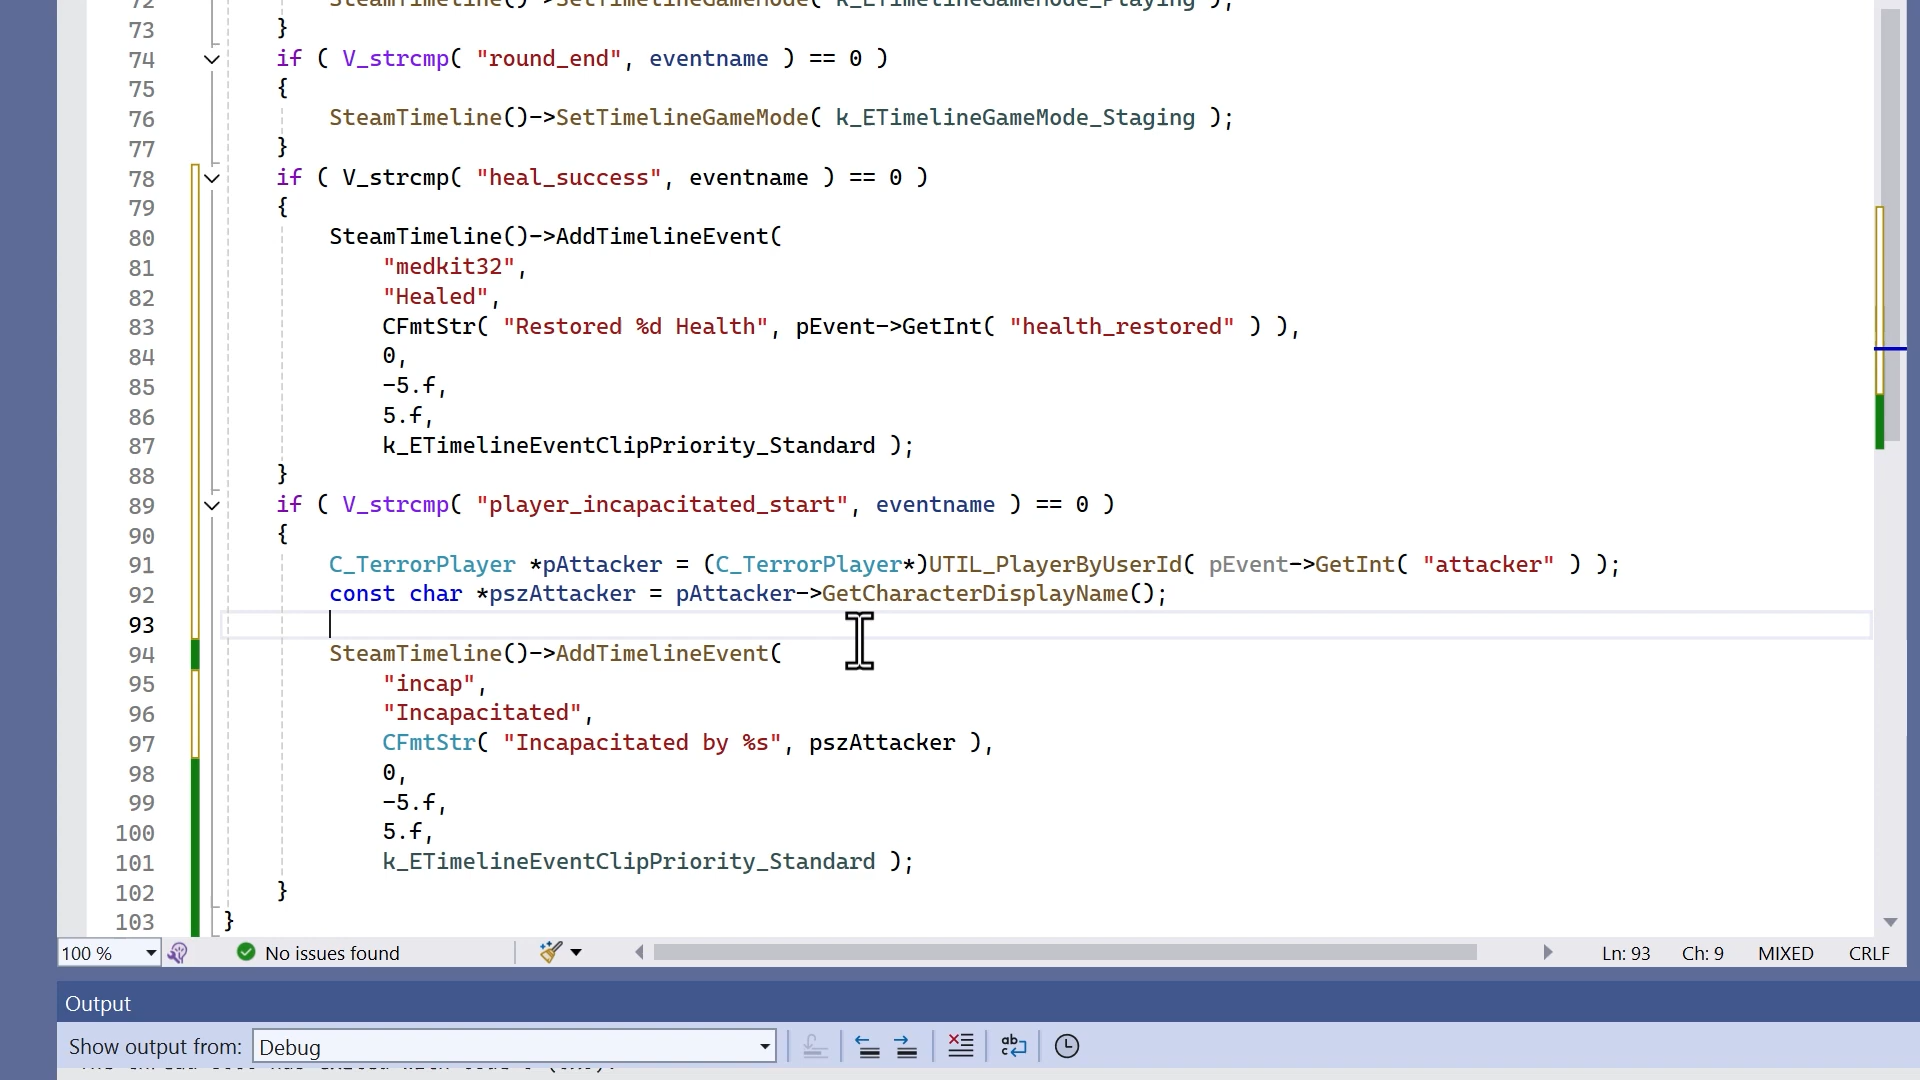 72 SteamTimeline()->SetTimelineGameMode( k_ETimelineGameMode_Playing );
73 }
74 if ( V_strcmp( "round_end", eventname ) == 0 )
75 {
76 SteamTimeline()->SetTimelineGameMode( k_ETimelineGameMode_Staging );
77 }
78 if ( V_strcmp( "heal_success", eventname ) == 0 )
79 {
80 SteamTimeline()->AddTimelineEvent(
81 "medkit32",
82 "Healed",
83 CFmtStr( "Restored %d Health", pEvent->GetInt( "health_restored" ) ),
84 0,
85 -5.f,
86 5.f,
87 k_ETimelineEventClipPriority_Standard );
88 }
89 if ( V_strcmp( "player_incapacitated_start", eventname ) == 0 )
90 {
91 C_TerrorPlayer *pAttacker = (C_TerrorPlayer*)UTIL_PlayerByUserId( pEvent->GetInt( "attacker" ) );
92 const char *pszAttacker = pAttacker->GetCharacterDisplayName();
93
94 SteamTimeline()->AddTimelineEvent(
95 "incap",
96 "Incapacitated",
97 CFmtStr( "Incapacitated by %s", pszAttacker ),
98 0,
99 -5.f,
100 5.f,
101 k_ETimelineEventClipPriority_Standard );
102 }
103 }
100 % No issues found Ln: 93 Ch: 9 MIXED CRLF
Output
Show output from: Debug